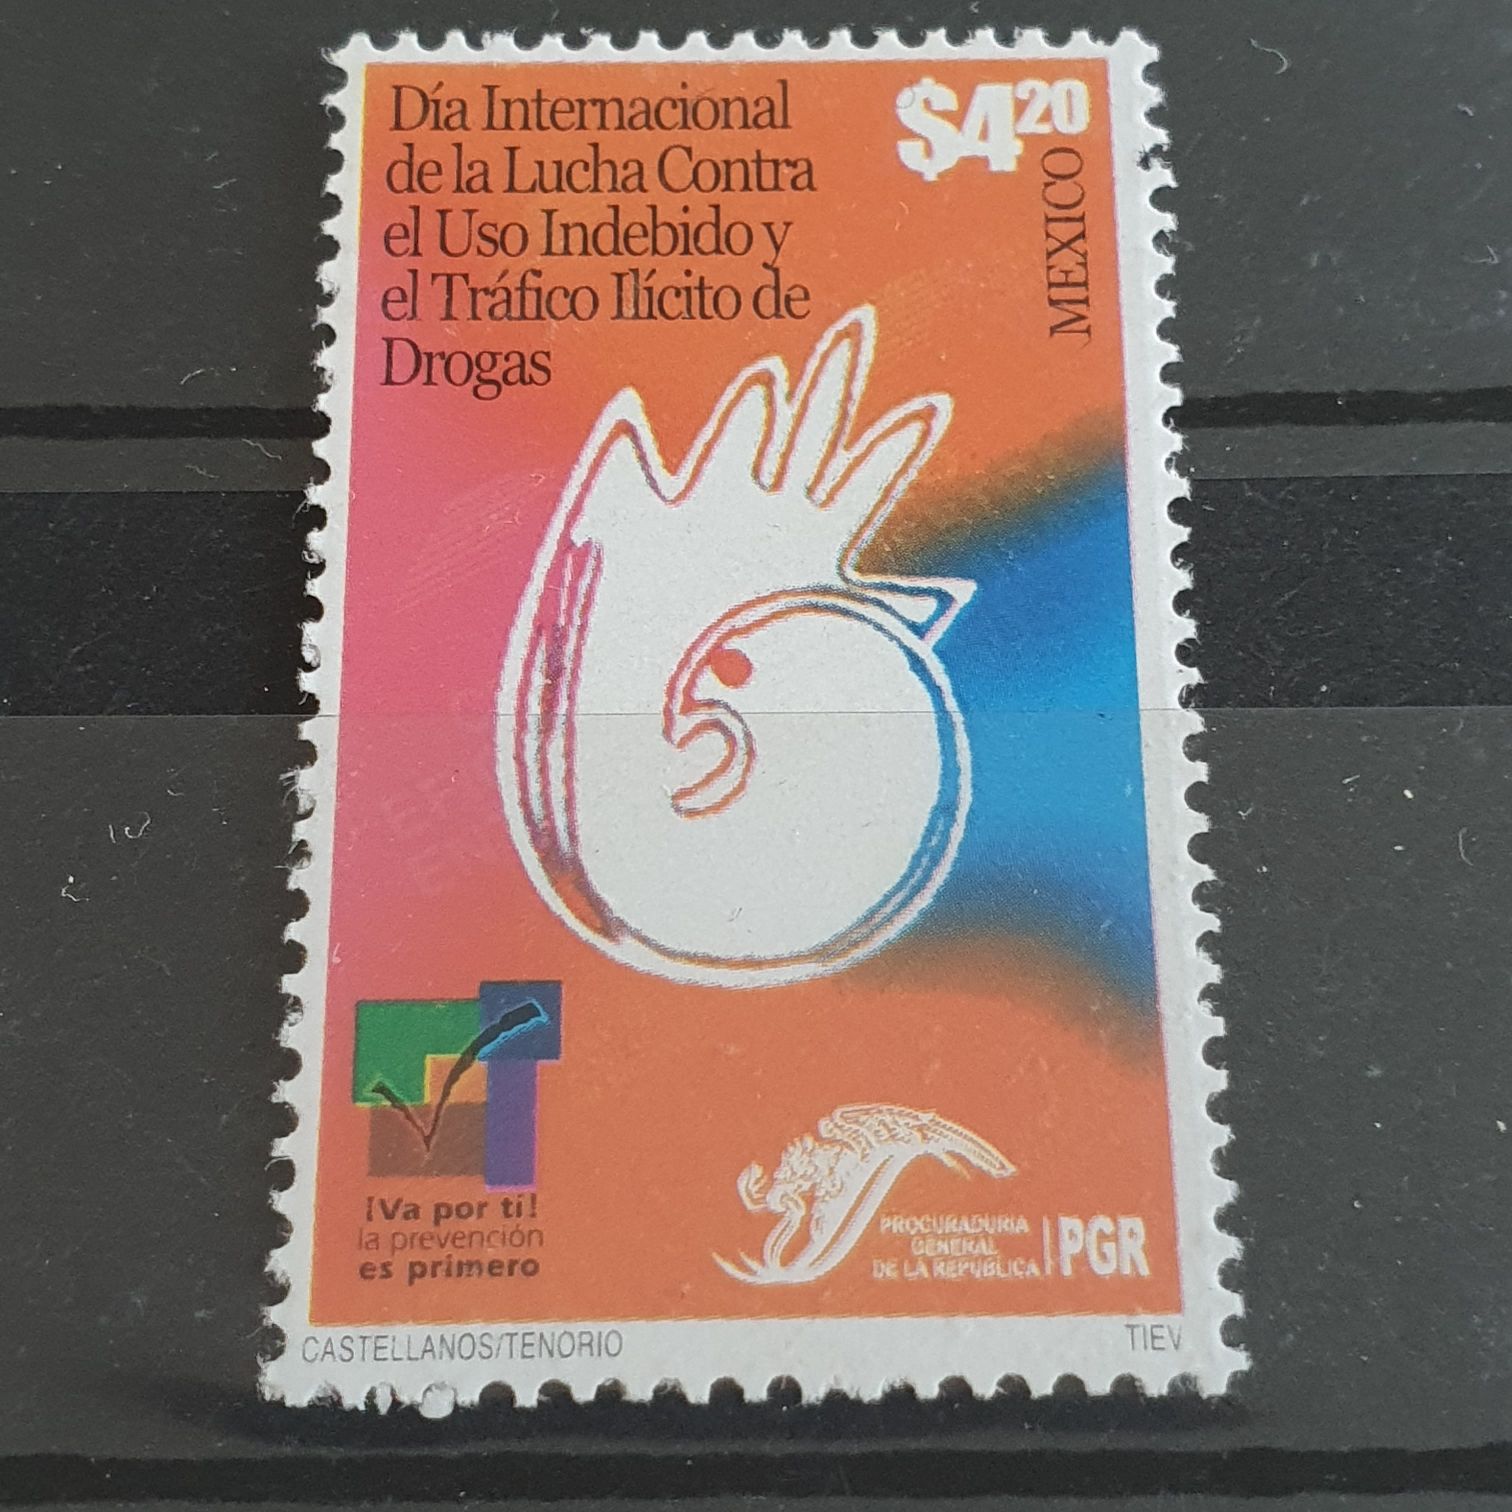 Día Internacional
de la Lucha Contra
el Uso Indebido y
el Tráfico Ilícito de
Drogas
$4.20
MEXICO
¡Va por ti!
la prevención
es primero
PROCURADURIA
GENERAL
DE LA REPUBLICA
PGR
CASTELLANOS/TENORIO
TIEV